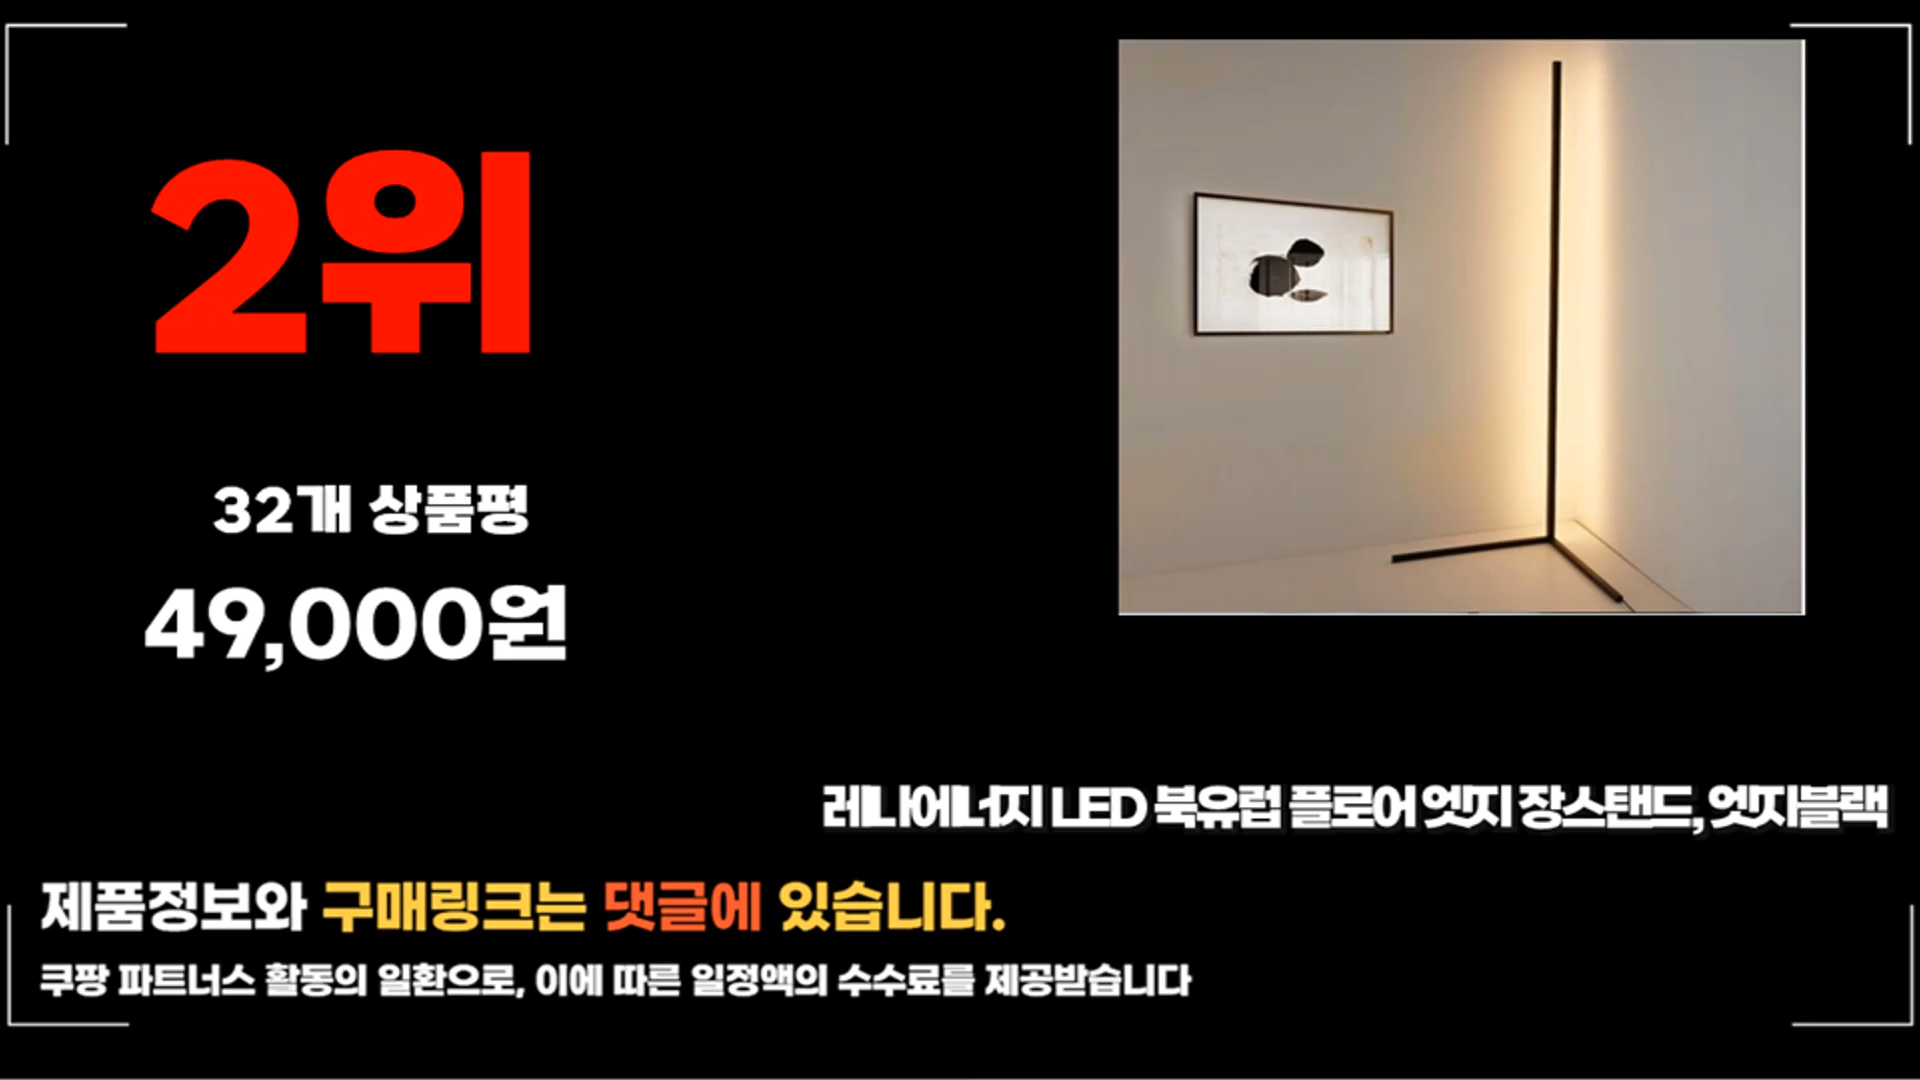 2위
32개 상품평
49,000원
레나에너지 LED 북유럽 플로어 엣지 장스탠드, 엣지블랙
제품정보와 구매링크는 댓글에 있습니다.
쿠팡 파트너스 활동의 일환으로, 이에 따른 일정액의 수수료를 제공받습니다